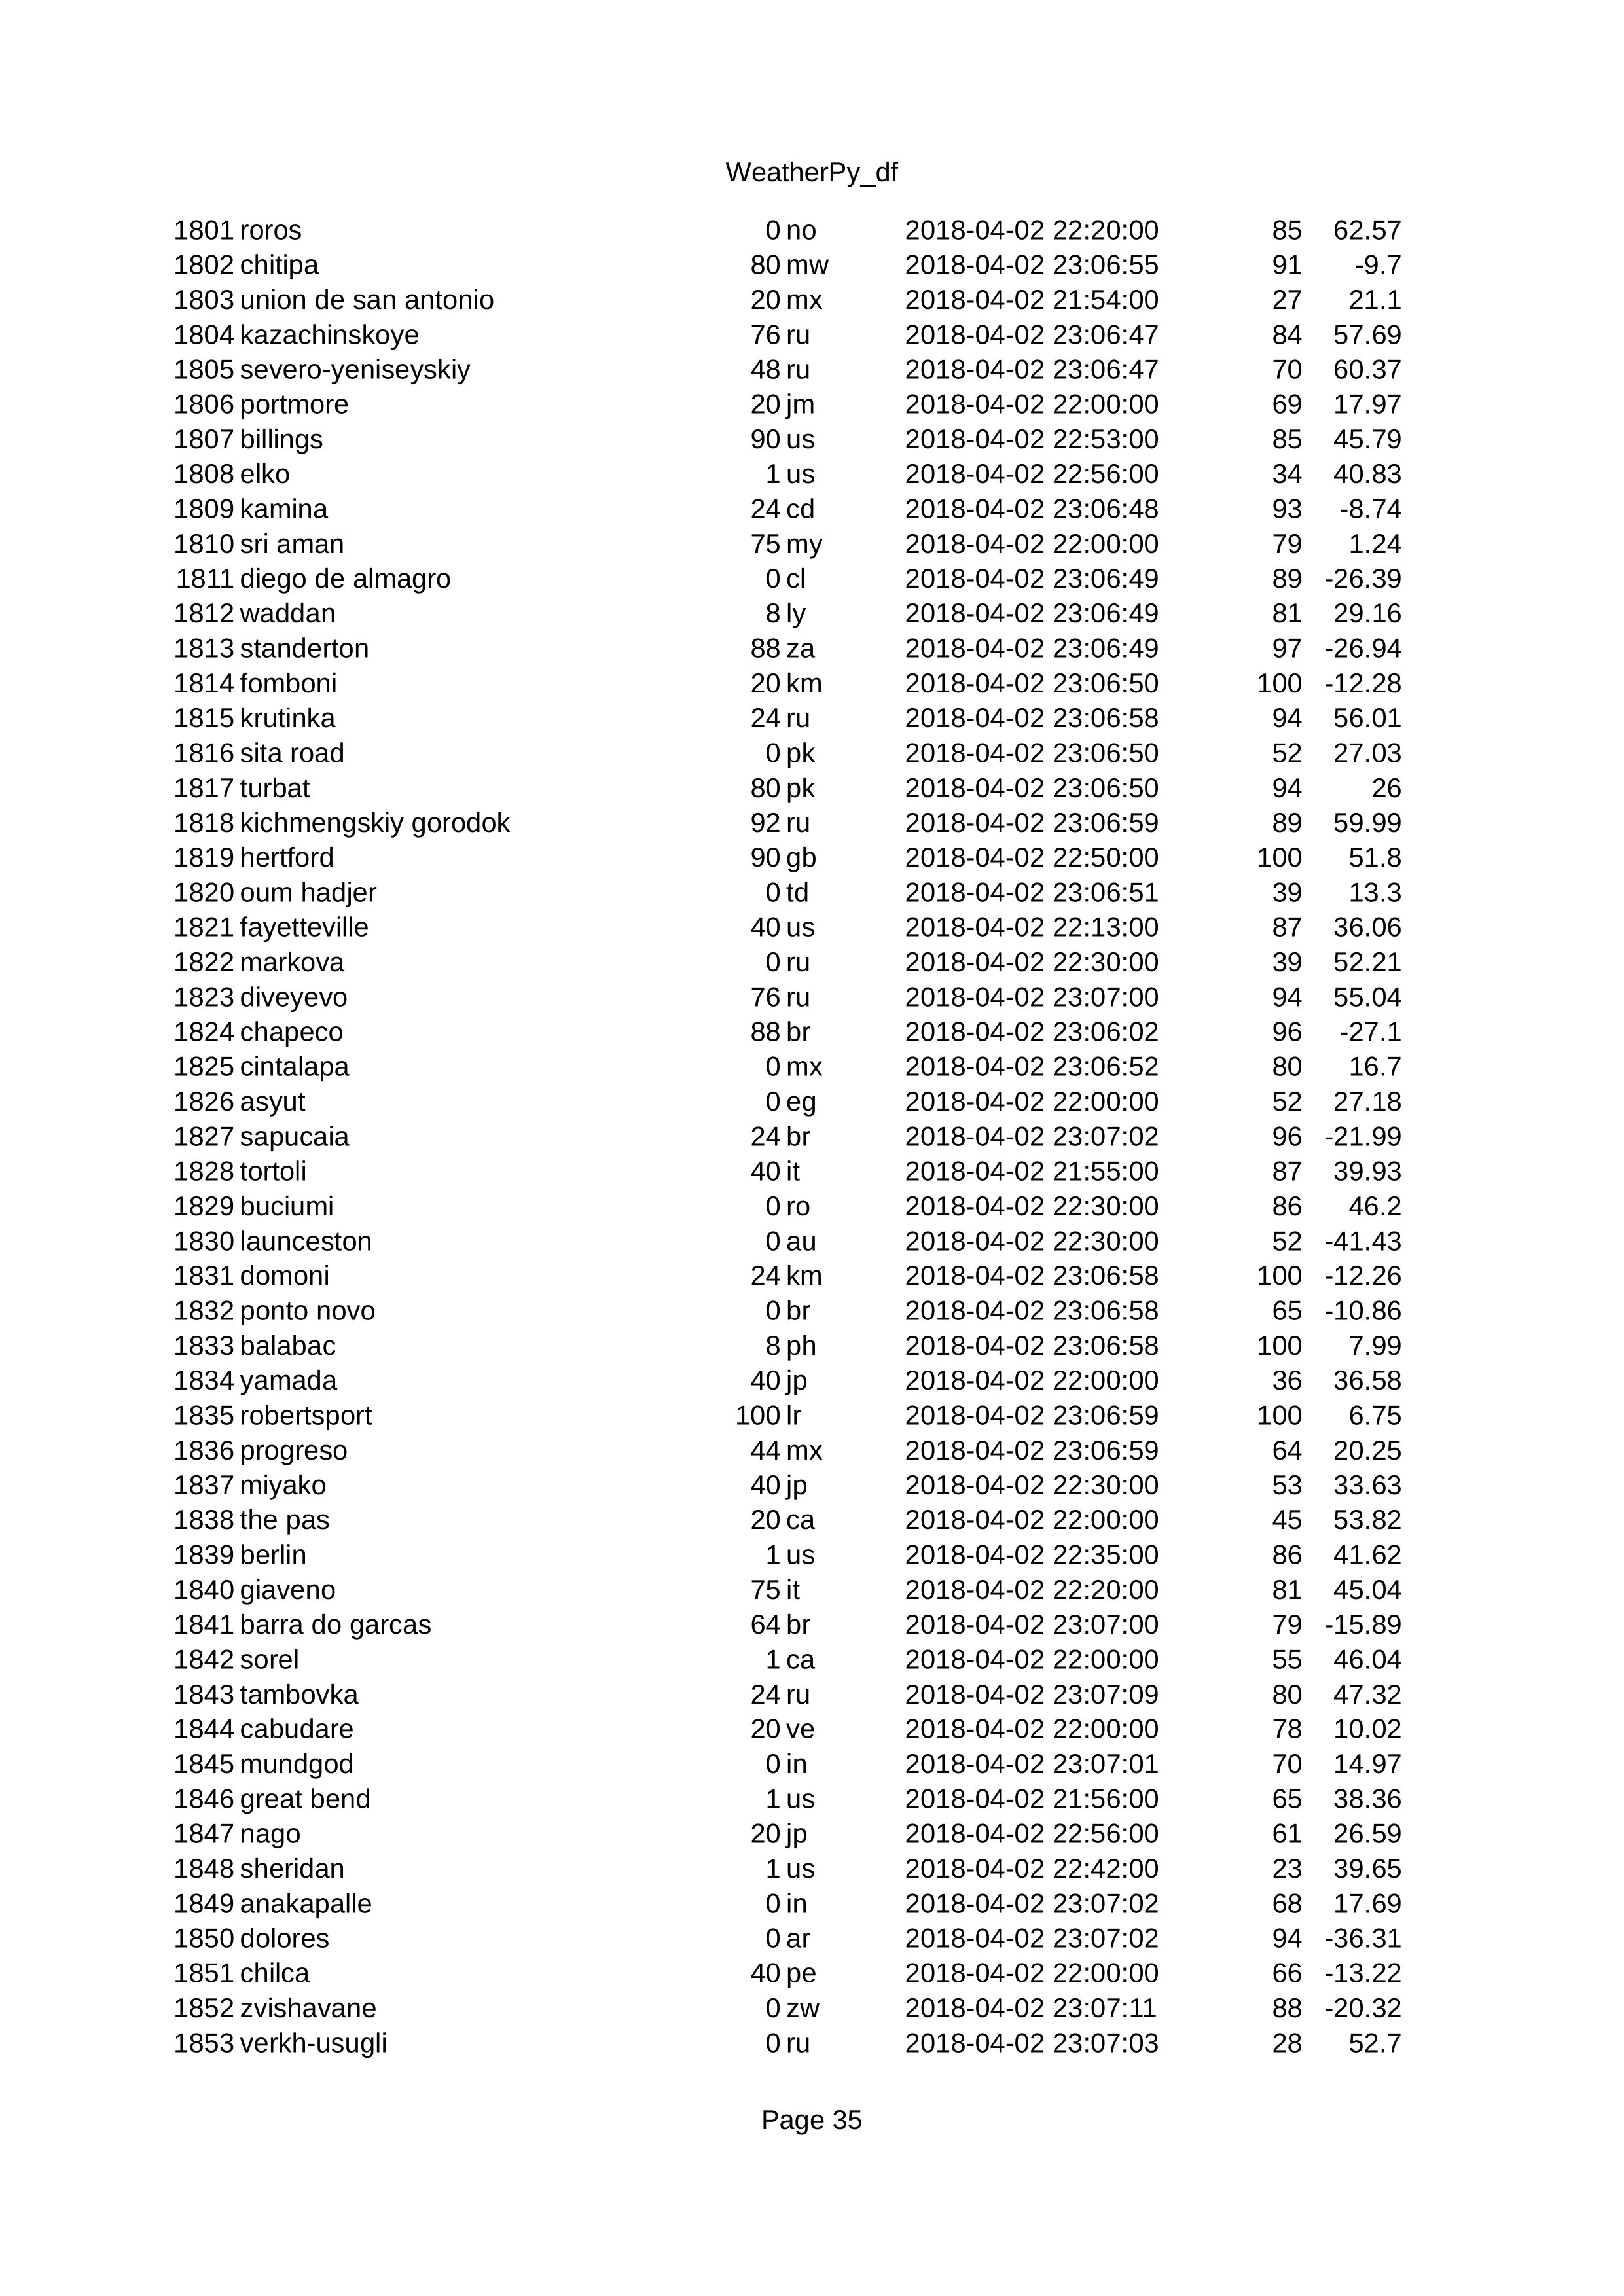 WeatherPy_df
1801 roros 0 no 2018-04-02 22:20:00 85 62.57
1802 chitipa 80 mw 2018-04-02 23:06:55 91 -9.7
1803 union de san antonio 20 mx 2018-04-02 21:54:00 27 21.1
1804 kazachinskoye 76 ru 2018-04-02 23:06:47 84 57.69
1805 severo-yeniseyskiy 48 ru 2018-04-02 23:06:47 70 60.37
1806 portmore 20 jm 2018-04-02 22:00:00 69 17.97
1807 billings 90 us 2018-04-02 22:53:00 85 45.79
1808 elko 1 us 2018-04-02 22:56:00 34 40.83
1809 kamina 24 cd 2018-04-02 23:06:48 93 -8.74
1810 sri aman 75 my 2018-04-02 22:00:00 79 1.24
1811 diego de almagro 0 cl 2018-04-02 23:06:49 89 -26.39
1812 waddan 8 ly 2018-04-02 23:06:49 81 29.16
1813 standerton 88 za 2018-04-02 23:06:49 97 -26.94
1814 fomboni 20 km 2018-04-02 23:06:50 100 -12.28
1815 krutinka 24 ru 2018-04-02 23:06:58 94 56.01
1816 sita road 0 pk 2018-04-02 23:06:50 52 27.03
1817 turbat 80 pk 2018-04-02 23:06:50 94 26
1818 kichmengskiy gorodok 92 ru 2018-04-02 23:06:59 89 59.99
1819 hertford 90 gb 2018-04-02 22:50:00 100 51.8
1820 oum hadjer 0 td 2018-04-02 23:06:51 39 13.3
1821 fayetteville 40 us 2018-04-02 22:13:00 87 36.06
1822 markova 0 ru 2018-04-02 22:30:00 39 52.21
1823 diveyevo 76 ru 2018-04-02 23:07:00 94 55.04
1824 chapeco 88 br 2018-04-02 23:06:02 96 -27.1
1825 cintalapa 0 mx 2018-04-02 23:06:52 80 16.7
1826 asyut 0 eg 2018-04-02 22:00:00 52 27.18
1827 sapucaia 24 br 2018-04-02 23:07:02 96 -21.99
1828 tortoli 40 it 2018-04-02 21:55:00 87 39.93
1829 buciumi 0 ro 2018-04-02 22:30:00 86 46.2
1830 launceston 0 au 2018-04-02 22:30:00 52 -41.43
1831 domoni 24 km 2018-04-02 23:06:58 100 -12.26
1832 ponto novo 0 br 2018-04-02 23:06:58 65 -10.86
1833 balabac 8 ph 2018-04-02 23:06:58 100 7.99
1834 yamada 40 jp 2018-04-02 22:00:00 36 36.58
1835 robertsport 100 lr 2018-04-02 23:06:59 100 6.75
1836 progreso 44 mx 2018-04-02 23:06:59 64 20.25
1837 miyako 40 jp 2018-04-02 22:30:00 53 33.63
1838 the pas 20 ca 2018-04-02 22:00:00 45 53.82
1839 berlin 1 us 2018-04-02 22:35:00 86 41.62
1840 giaveno 75 it 2018-04-02 22:20:00 81 45.04
1841 barra do garcas 64 br 2018-04-02 23:07:00 79 -15.89
1842 sorel 1 ca 2018-04-02 22:00:00 55 46.04
1843 tambovka 24 ru 2018-04-02 23:07:09 80 47.32
1844 cabudare 20 ve 2018-04-02 22:00:00 78 10.02
1845 mundgod 0 in 2018-04-02 23:07:01 70 14.97
1846 great bend 1 us 2018-04-02 21:56:00 65 38.36
1847 nago 20 jp 2018-04-02 22:56:00 61 26.59
1848 sheridan 1 us 2018-04-02 22:42:00 23 39.65
1849 anakapalle 0 in 2018-04-02 23:07:02 68 17.69
1850 dolores 0 ar 2018-04-02 23:07:02 94 -36.31
1851 chilca 40 pe 2018-04-02 22:00:00 66 -13.22
1852 zvishavane 0 zw 2018-04-02 23:07:11 88 -20.32
1853 verkh-usugli 0 ru 2018-04-02 23:07:03 28 52.7
Page 35